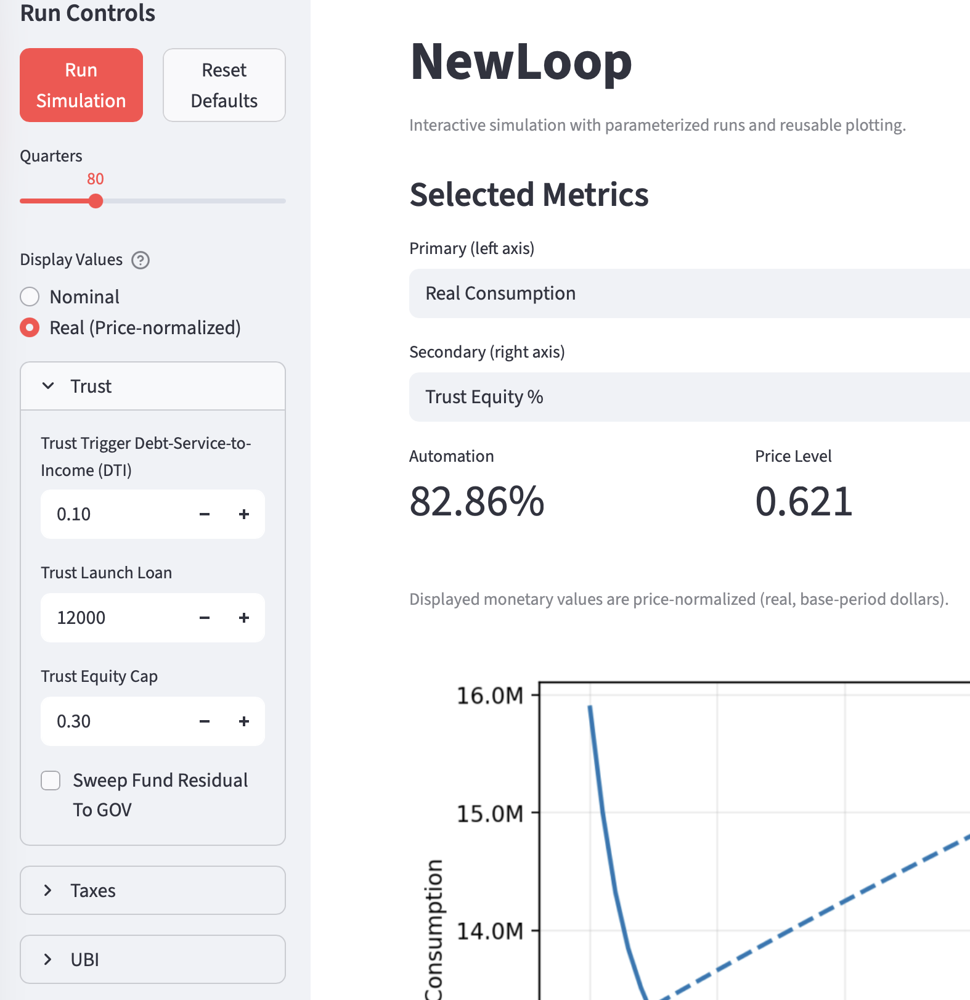 Run Controls
Run
Simulation
Reset
Defaults
Quarters
80
Display Values
Nominal
Real (Price-normalized)
Trust
Trust Trigger Debt-Service-to-
Income (DTI)
0.10
Trust Launch Loan
12000
Trust Equity Cap
0.30
Sweep Fund Residual
To GOV
Taxes
UBI
NewLoop
Interactive simulation with parameterized runs and reusable plotting.
Selected Metrics
Primary (left axis)
Real Consumption
Secondary (right axis)
Trust Equity %
Automation
82.86%
Price Level
0.621
Displayed monetary values are price-normalized (real, base-period dollars).
16.0M
15.0M
14.0M
Consumption